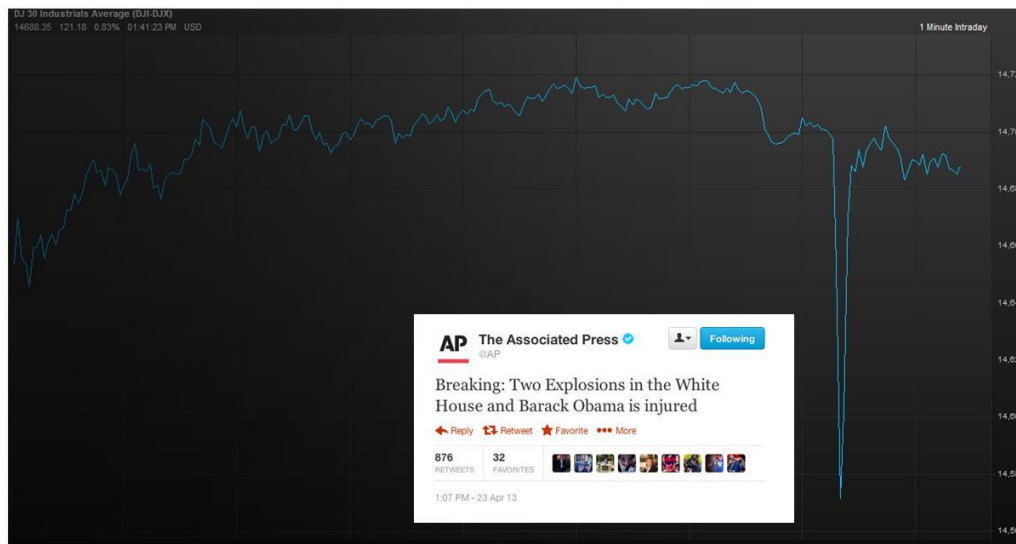 DJ 30 Industrials Average (DJI-DJX)
14688.35 121.18 0.83% 01:41:23 PM USD
1 Minute Intraday
AP
The Associated Press
@AP
Following
Breaking: Two Explosions in the White
House and Barack Obama is injured
Reply Retweet Favorite More
876 32
RETWEETS FAVORITES
1:07 PM - 23 Apr 13